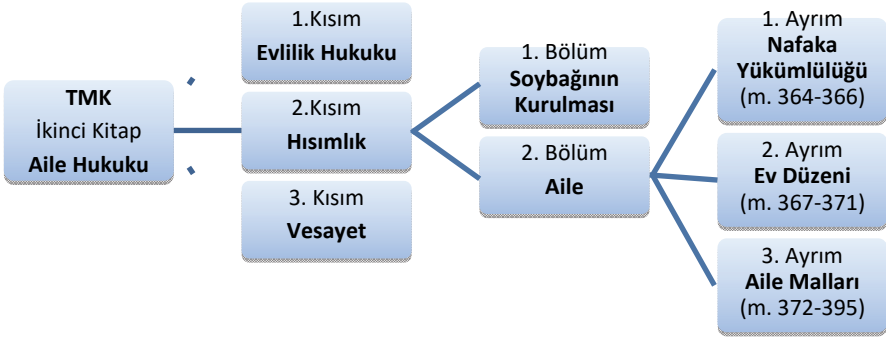 TMK
İkinci Kitap
Aile Hukuku
1.Kısım
Evlilik Hukuku
2.Kısım
Hısımlık
3. Kısım
Vesayet
1. Bölüm
Soybağının
Kurulması
2. Bölüm
Aile
1. Ayrım
Nafaka
Yükümlülüğü
(m. 364-366)
2. Ayrım
Ev Düzeni
(m. 367-371)
3. Ayrım
Aile Malları
(m. 372-395)